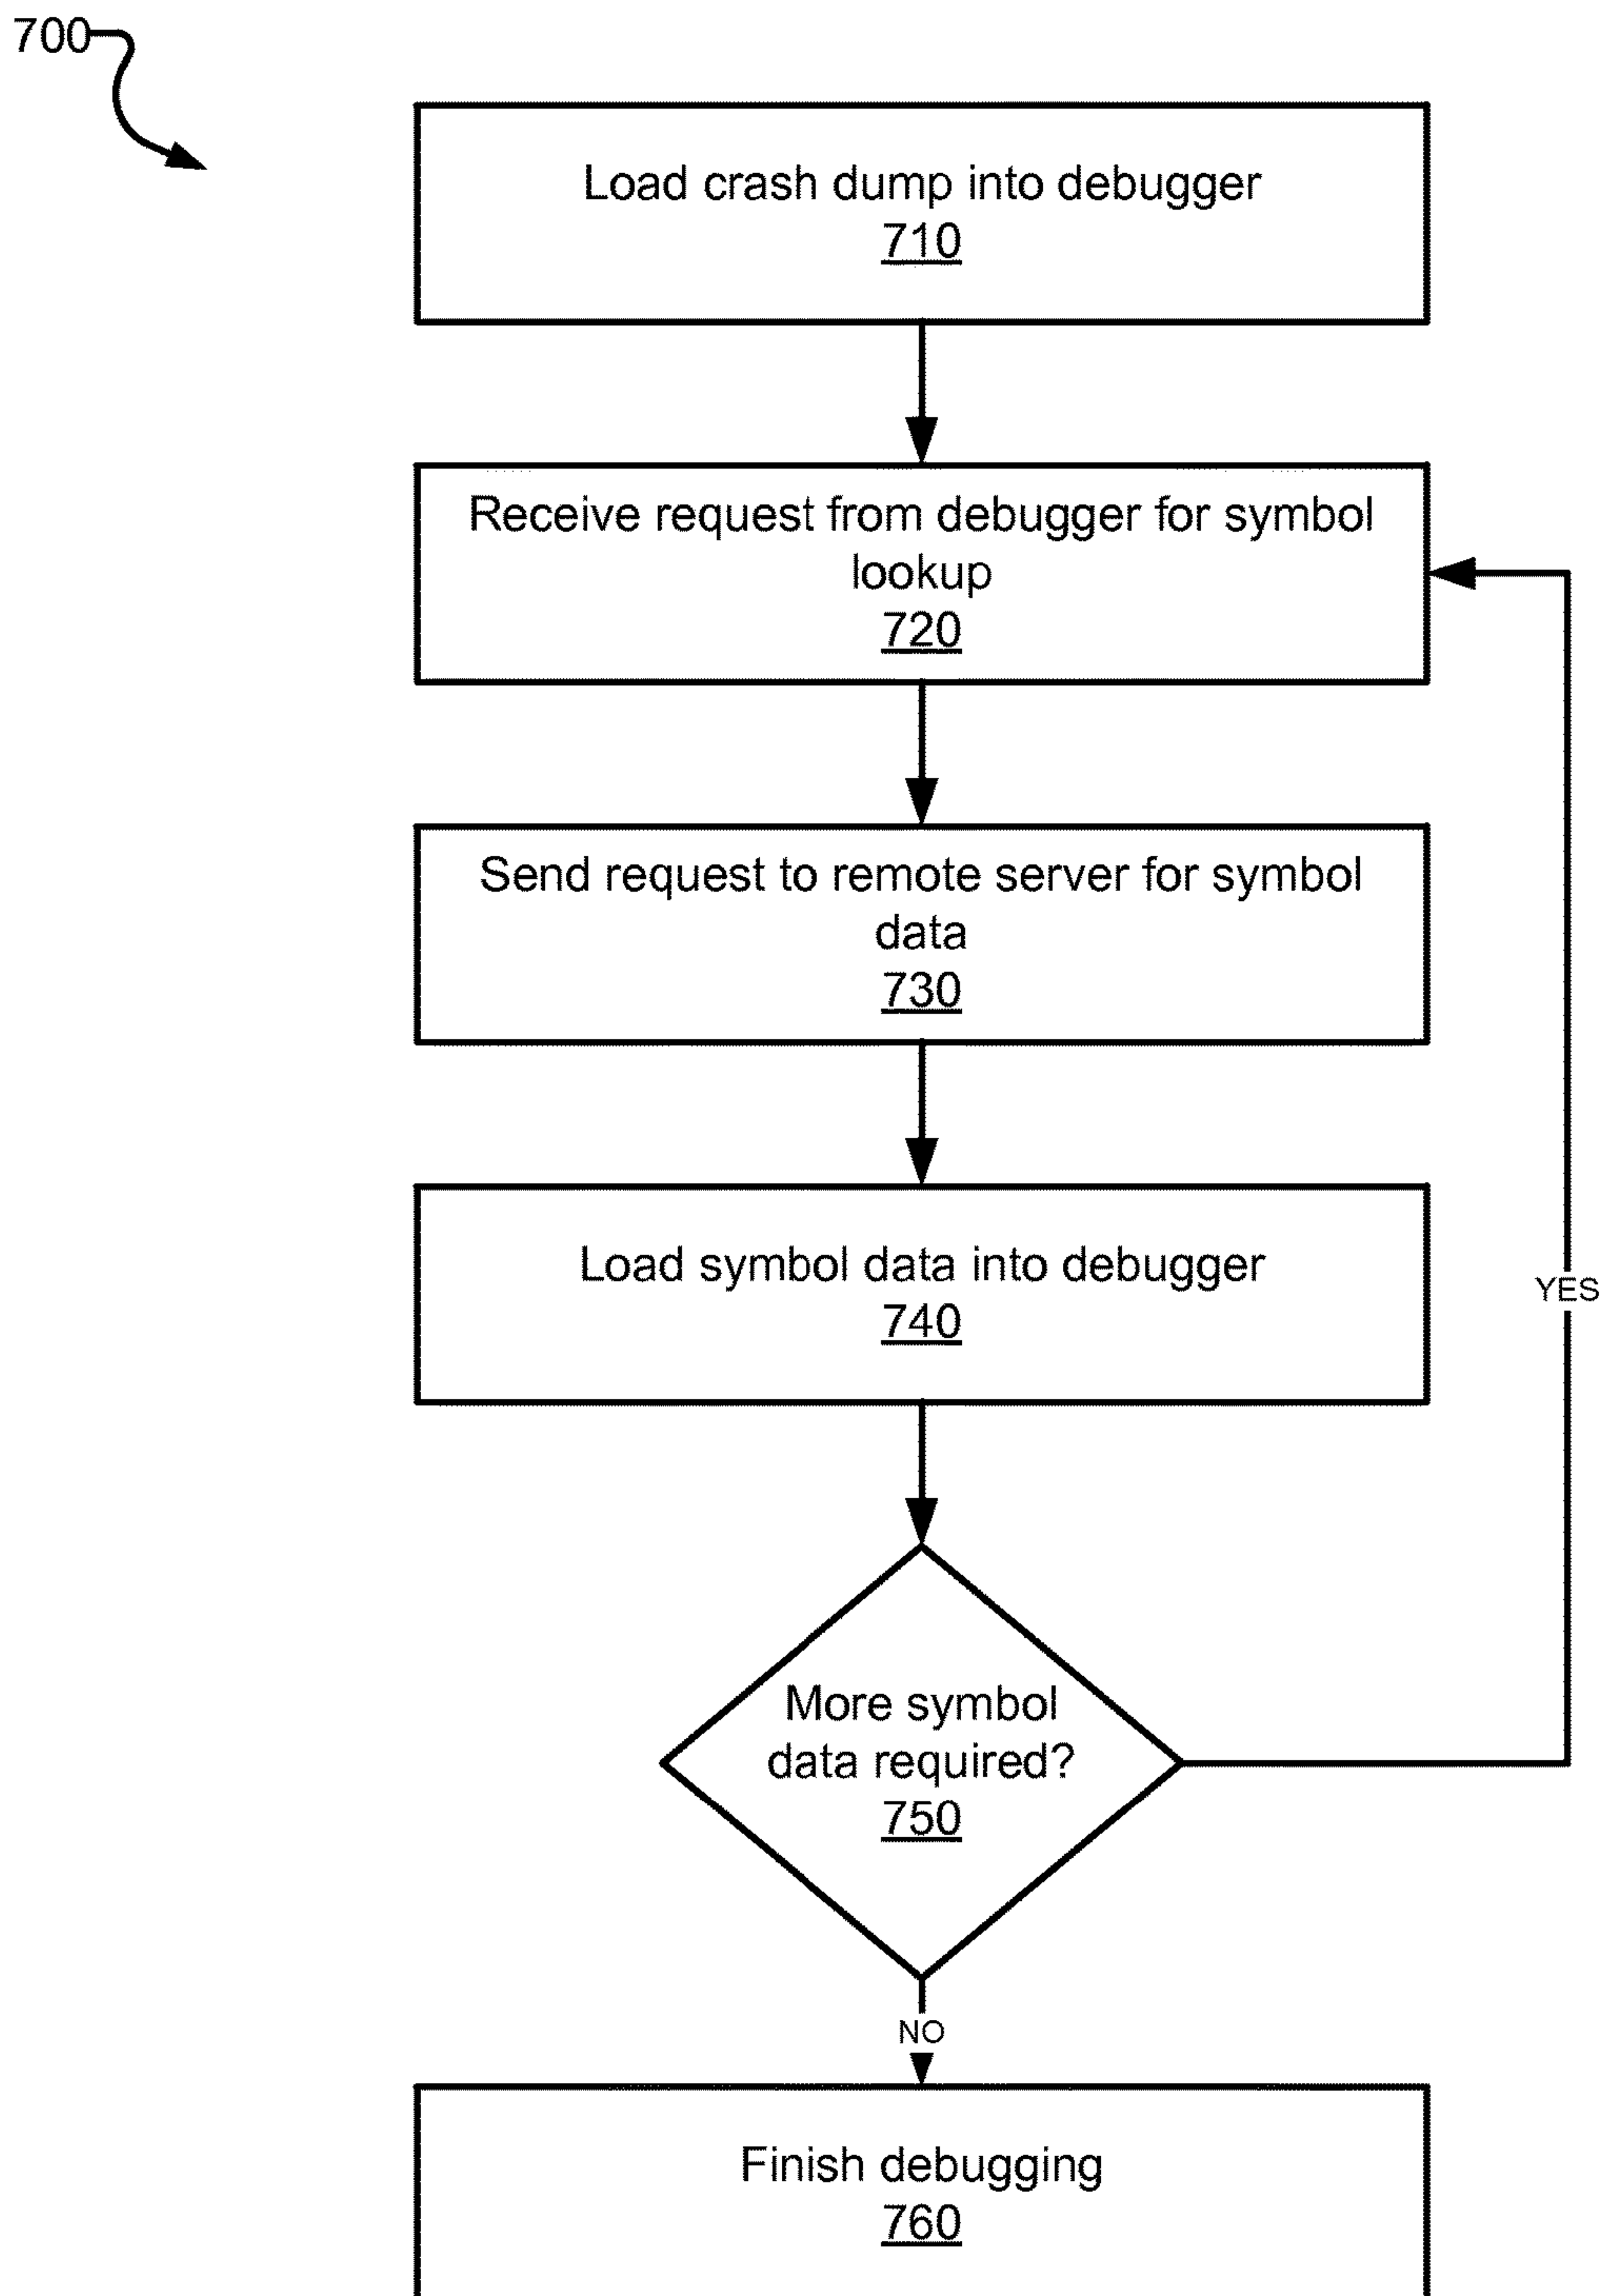 700
Load crash dump into debugger
710
Receive request from debugger for symbol
lookup
720
Send request to remote server for symbol
data
730
Load symbol data into debugger
740
YES
More symbol
data required?
750
NO
Finish debugging
760